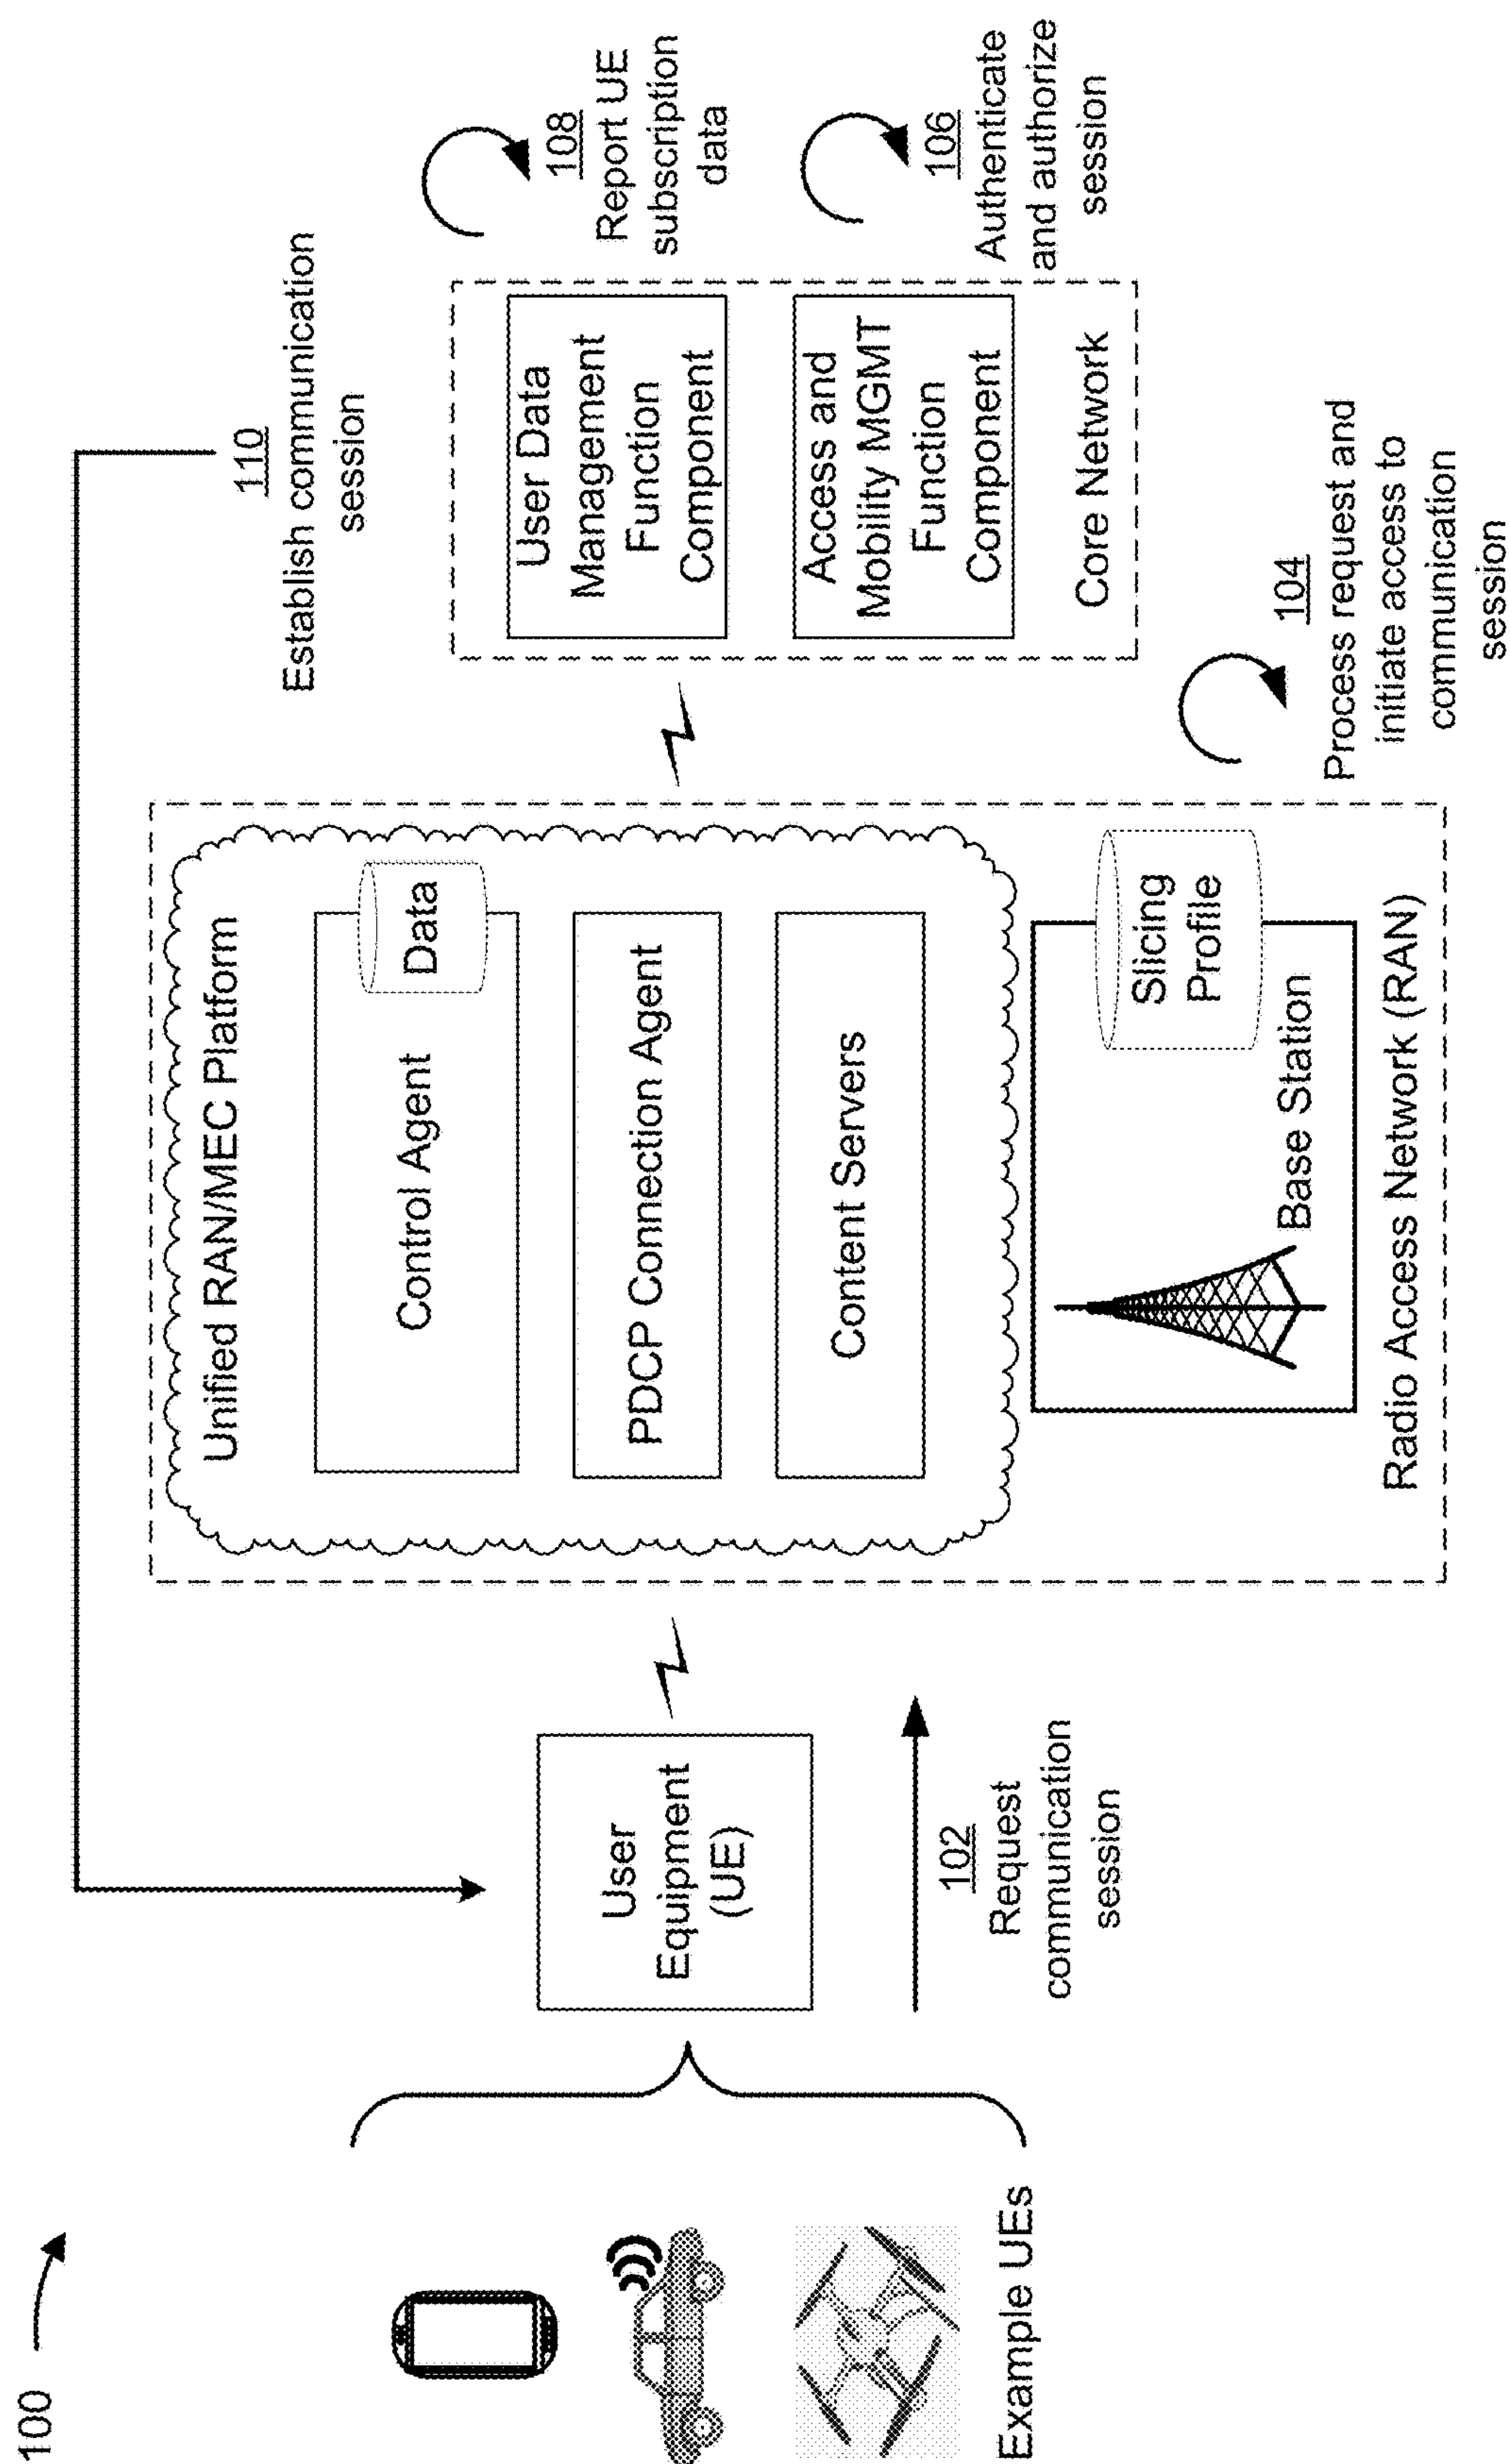 100
110
Establish communication
session
Unified RAN/MEC Platform
Control Agent
Data
PDCP Connection Agent
Content Servers
Slicing
Profile
Base Station
Radio Access Network (RAN)
User Data
Management
Function
Component
Access and
Mobility MGMT
Function
Component
Core Network
108
Report UE
subscription
data
106
Authenticate
and authorize
session
User
Equipment
(UE)
102
Request
communication
session
104
Process request and
initiate access to
communication
session
Example UEs